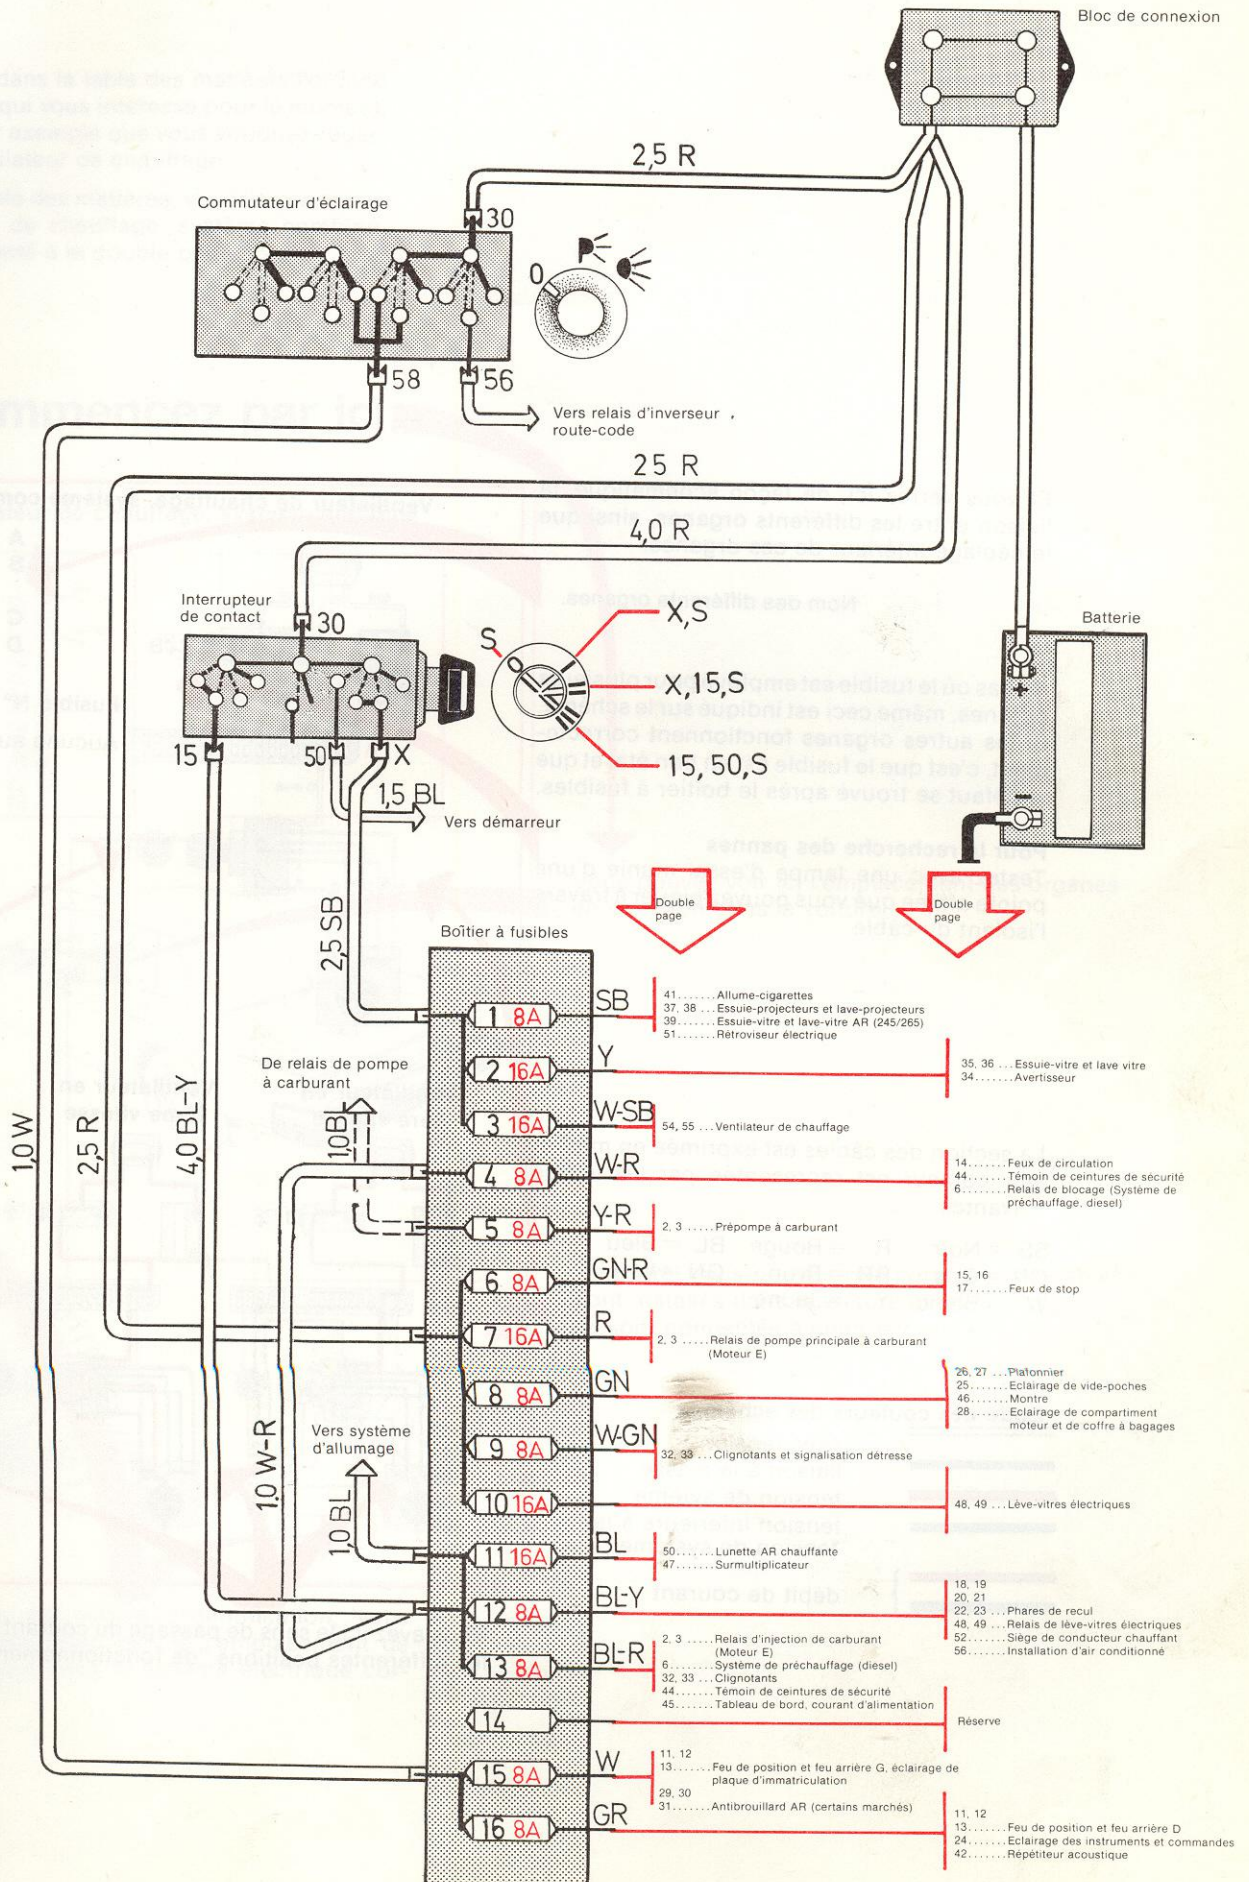 Bloc de connexion
2,5 R
Commutateur d'éclairage
30
O
P
58
56
Vers relais d'inverseur
route-code
25 R
4,0 R
Interrupteur
de contact
30
S
O
X,S
X,15,S
15,50,S
Batterie
+
−
15
50
X
1,5 BL
Vers démarreur
Double
page
Double
page
2,5 SB
Boîtier à fusibles
1,0 W
2,5 R
4,0 BL-Y
De relais de pompe
à carburant
1,0 BL
1,0 W-R
Vers système
d'allumage
1,0 BL
1 8A
SB
41.......Allume-cigarettes
37, 38 ...Essuie-projecteurs et lave-projecteurs
39.......Essuie-vitre et lave-vitre AR (245/265)
51.......Rétroviseur électrique
2 16A
Y
35, 36 ...Essuie-vitre et lave vitre
34.......Avertisseur
3 16A
W-SB
54, 55 ...Ventilateur de chauffage
4 8A
W-R
14.......Feux de circulation
44.......Témoin de ceintures de sécurité
6........Relais de blocage (Système de
préchauffage, diesel)
5 8A
Y-R
2, 3 .....Prépompe à carburant
6 8A
GN-R
15, 16
17.......Feux de stop
7 16A
R
2, 3 .....Relais de pompe principale à carburant
(Moteur E)
8 8A
GN
26, 27 ...Plafonnier
25.......Eclairage de vide-poches
46.......Montre
28.......Eclairage de compartiment
moteur et de coffre à bagages
9 8A
W-GN
32, 33 ...Clignotants et signalisation détresse
10 16A
48, 49 ...Lève-vitres électriques
11 16A
BL
50.......Lunette AR chauffante
47.......Surmultiplicateur
12 8A
BL-Y
18, 19
20, 21
22, 23 ...Phares de recul
48, 49 ...Relais de lève-vitres électriques
52.......Siège de conducteur chauffant
56.......Installation d'air conditionné
13 8A
BL-R
2, 3 .....Relais d'injection de carburant
(Moteur E)
6........Système de préchauffage (diesel)
32, 33 ...Clignotants
44.......Témoin de ceintures de sécurité
45.......Tableau de bord, courant d'alimentation
14
Réserve
15 8A
W
11, 12
13.......Feu de position et feu arrière G. éclairage de
plaque d'immatriculation
29, 30
31.......Antibrouillard AR (certains marchés)
16 8A
GR
11, 12
13.......Feu de position et feu arrière D
24.......Eclairage des instruments et commandes
42.......Répétiteur acoustique